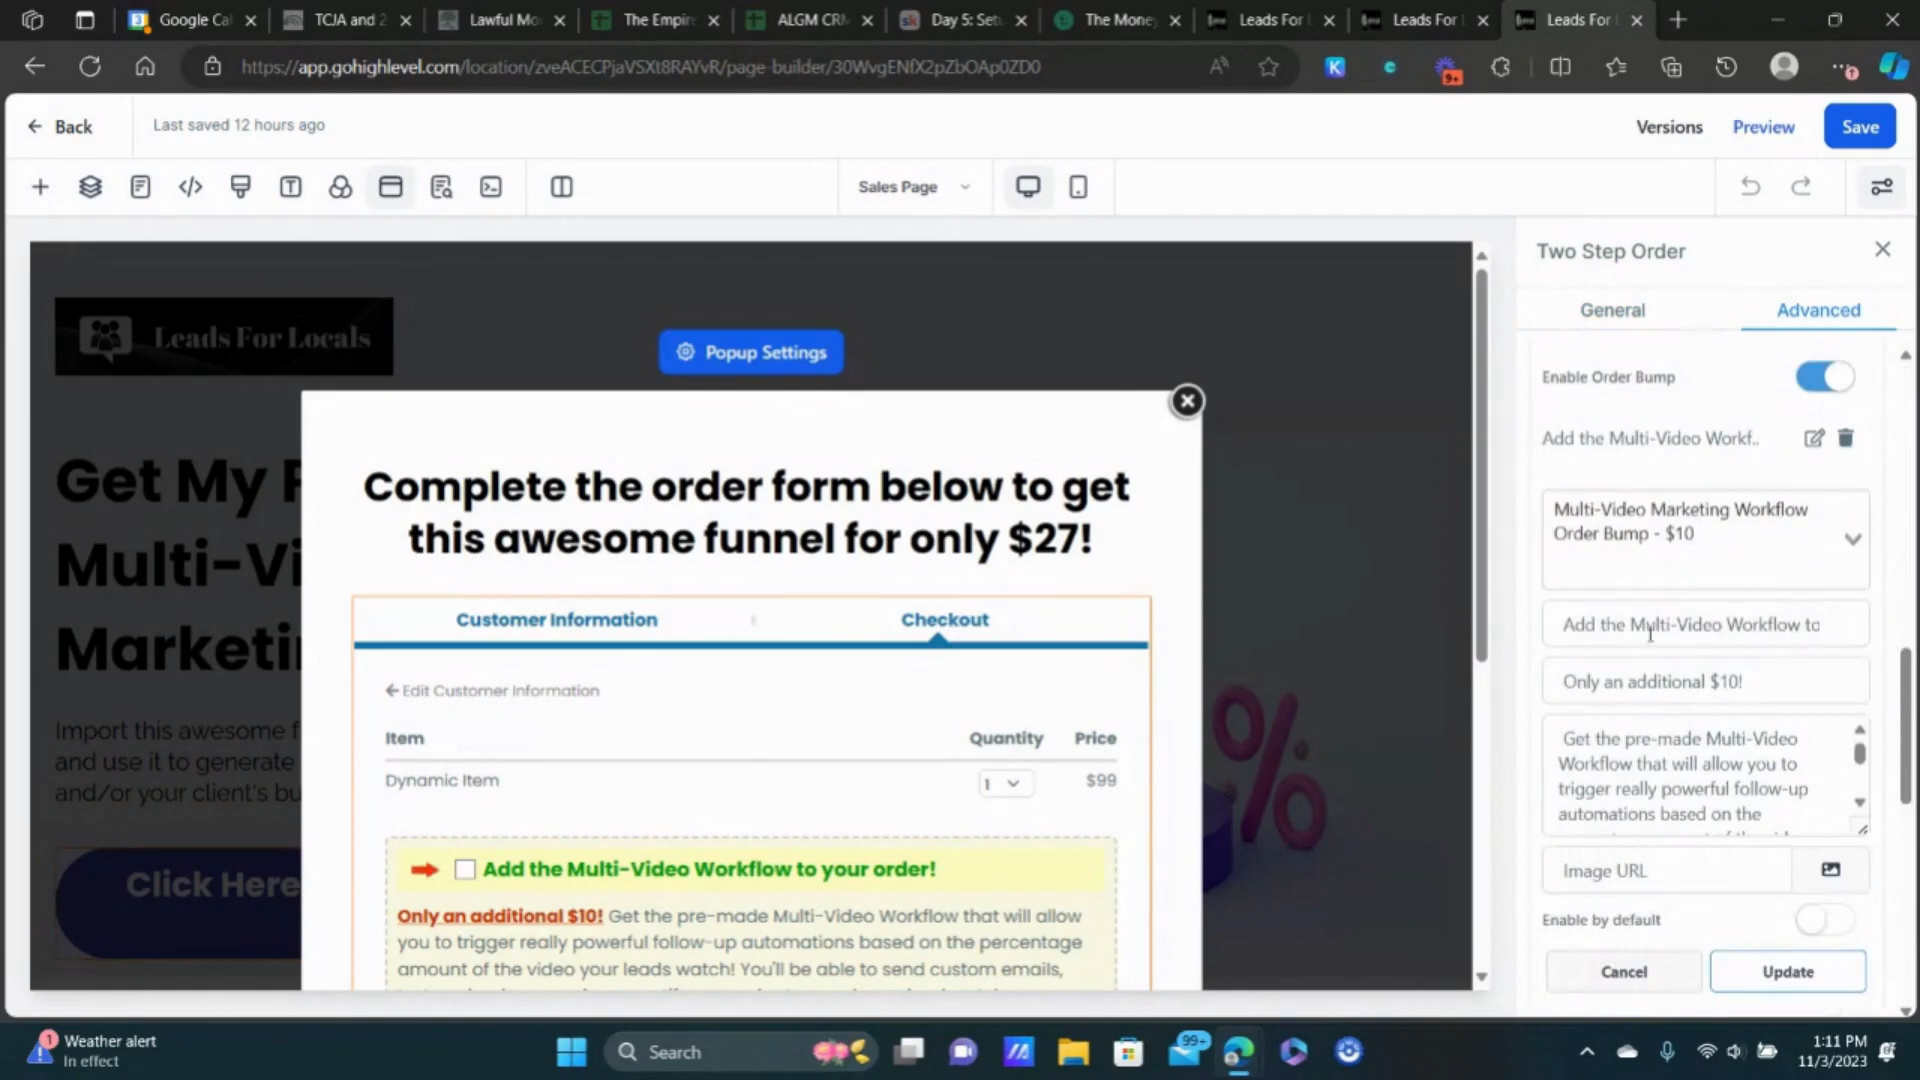 Google Cal
TCJA and 2
Lawful Mo
The Empire
ALGM CRM
Day 5: Setu
The Money
Leads For L
Leads For L
Leads For L
https://app.gohighlevel.com/location/zveACECPjaVSXt8RAYvR/page-builder/30WvgENfX2pZbOAp0ZD0
9+
Back
Last saved 12 hours ago
Versions
Preview
Save
Sales Page
Two Step Order
General
Advanced
Leads For Locals
Popup Settings
Get My F
Multi-Vi
Marketi
Import this awesome f
and use it to generate
and/or your client's bu
Click Here
Complete the order form below to get
this awesome funnel for only $27!
Customer Information
Checkout
Edit Customer Information
Item Quantity Price
Dynamic Item 1 $99
Add the Multi-Video Workflow to your order!
Only an additional $10! Get the pre-made Multi-Video Workflow that will allow
you to trigger really powerful follow-up automations based on the percentage
amount of the video your leads watch! You'll be able to send custom emails,
%
Enable Order Bump
Add the Multi-Video Workf..
Multi-Video Marketing Workflow
Order Bump - $10
Add the Multi-Video Workflow to
Only an additional $10!
Get the pre-made Multi-Video
Workflow that will allow you to
trigger really powerful follow-up
automations based on the
Image URL
Enable by default
Cancel
Update
1
Weather alert
In effect
Search
99+
1:11 PM
11/3/2023